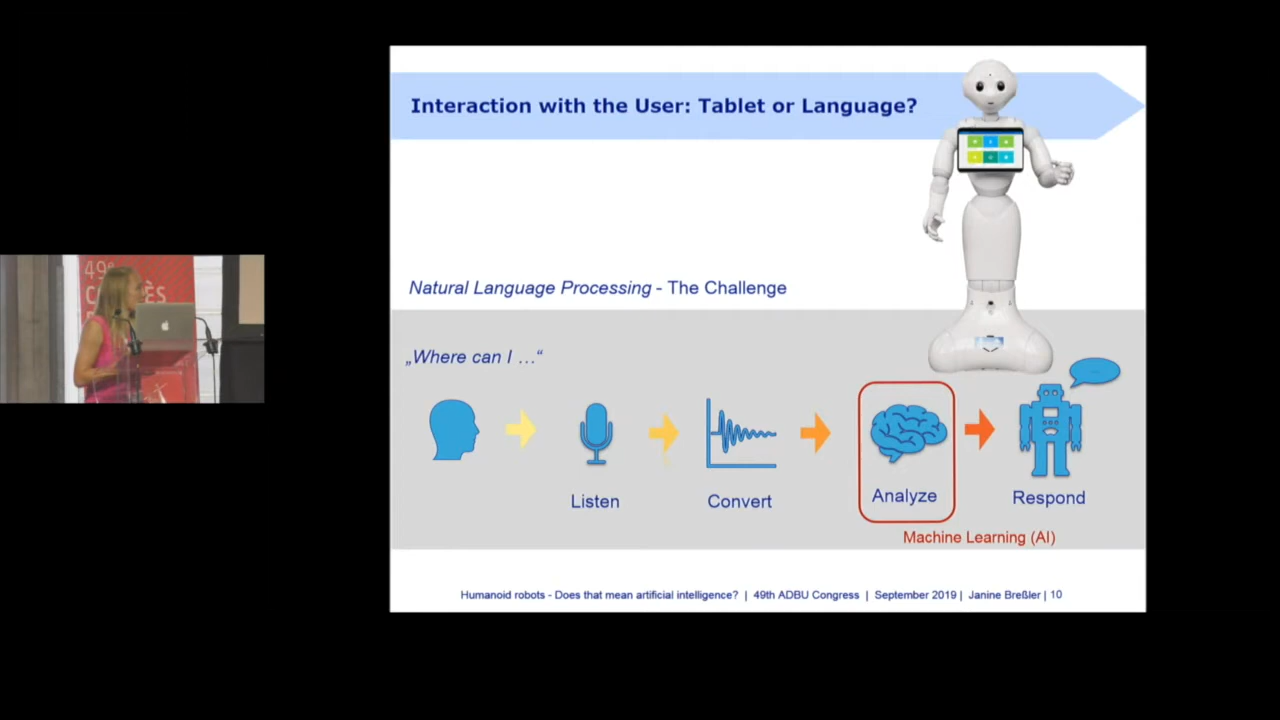 Interaction with the User: Tablet or Language?
Natural Language Processing - The Challenge
„Where can I …“
Listen
Convert
Analyze
Respond
Machine Learning (AI)
Humanoid robots - Does that mean artificial intelligence? | 49th ADBU Congress | September 2019 | Janine Breßler | 10
49e